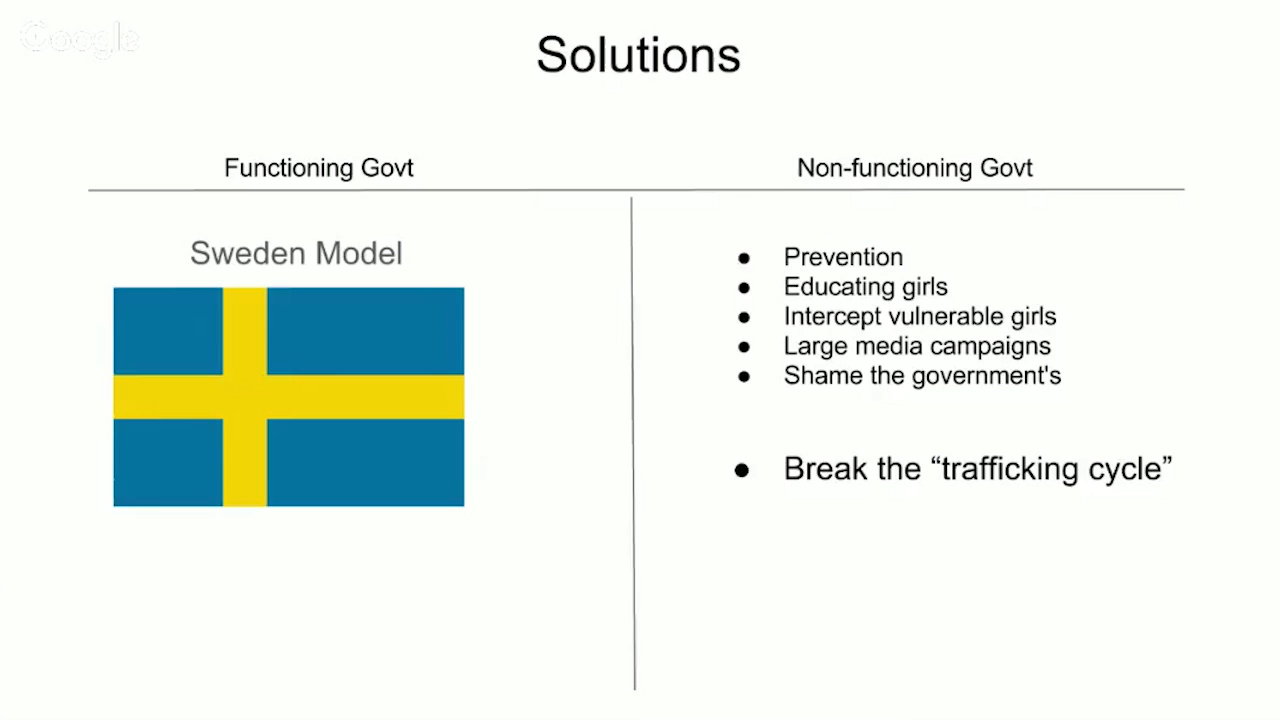 Google
Solutions
Functioning Govt
Non-functioning Govt
Sweden Model
● Prevention
● Educating girls
● Intercept vulnerable girls
● Large media campaigns
● Shame the government's
● Break the “trafficking cycle”